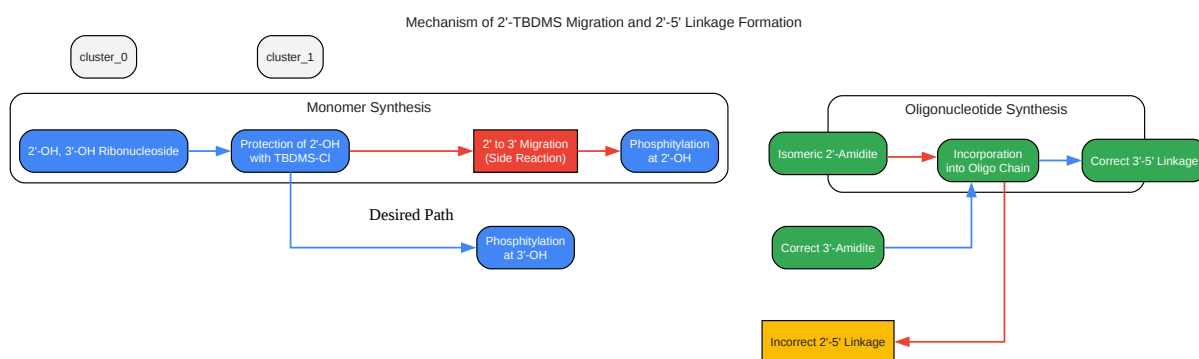 Mechanism of 2'-TBDMS Migration and 2'-5' Linkage Formation
cluster_0
cluster_1
Monomer Synthesis
2'-OH, 3'-OH Ribonucleoside
Protection of 2'-OH
with TBDMS-Cl
2' to 3' Migration
(Side Reaction)
Phosphitylation
at 2'-OH
Desired Path
Phosphitylation
at 3'-OH
Oligonucleotide Synthesis
Isomeric 2'-Amidite
Incorporation
into Oligo Chain
Correct 3'-5' Linkage
Correct 3'-Amidite
Incorrect 2'-5' Linkage